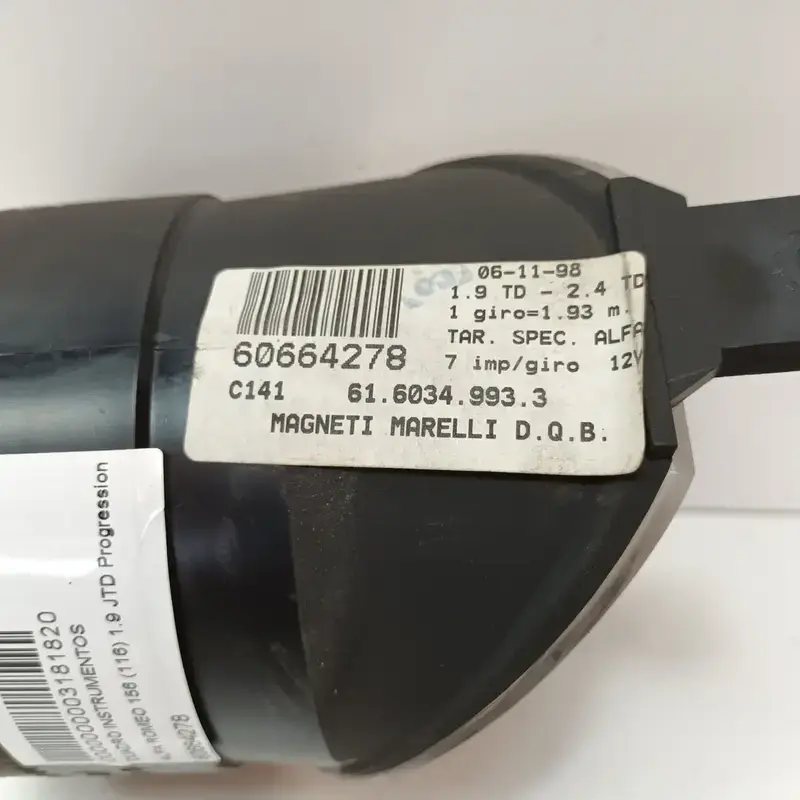 06-11-98
1.9 TD - 2.4 TD
1 giro=1.93 m.
TAR. SPEC. ALFA
60664278
7 imp/giro 12V
C141 61.6034.993.3
MAGNETI MARELLI D.Q.B.
ROMEO 156 (116) 1.9 JTD Progression
INSTRUMENTOS
60664278